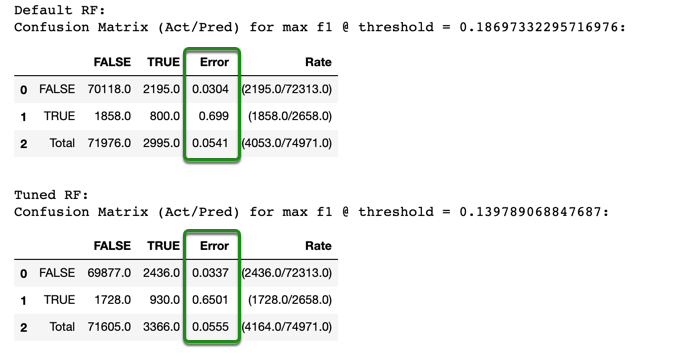 Default RF:
Confusion Matrix (Act/Pred) for max f1 @ threshold = 0.18697332295716976:
FALSE TRUE Error Rate
0 FALSE 70118.0 2195.0 0.0304 (2195.0/72313.0)
1 TRUE 1858.0 800.0 0.699 (1858.0/2658.0)
2 Total 71976.0 2995.0 0.0541 (4053.0/74971.0)
Tuned RF:
Confusion Matrix (Act/Pred) for max f1 @ threshold = 0.139789068847687:
FALSE TRUE Error Rate
0 FALSE 69877.0 2436.0 0.0337 (2436.0/72313.0)
1 TRUE 1728.0 930.0 0.6501 (1728.0/2658.0)
2 Total 71605.0 3366.0 0.0555 (4164.0/74971.0)